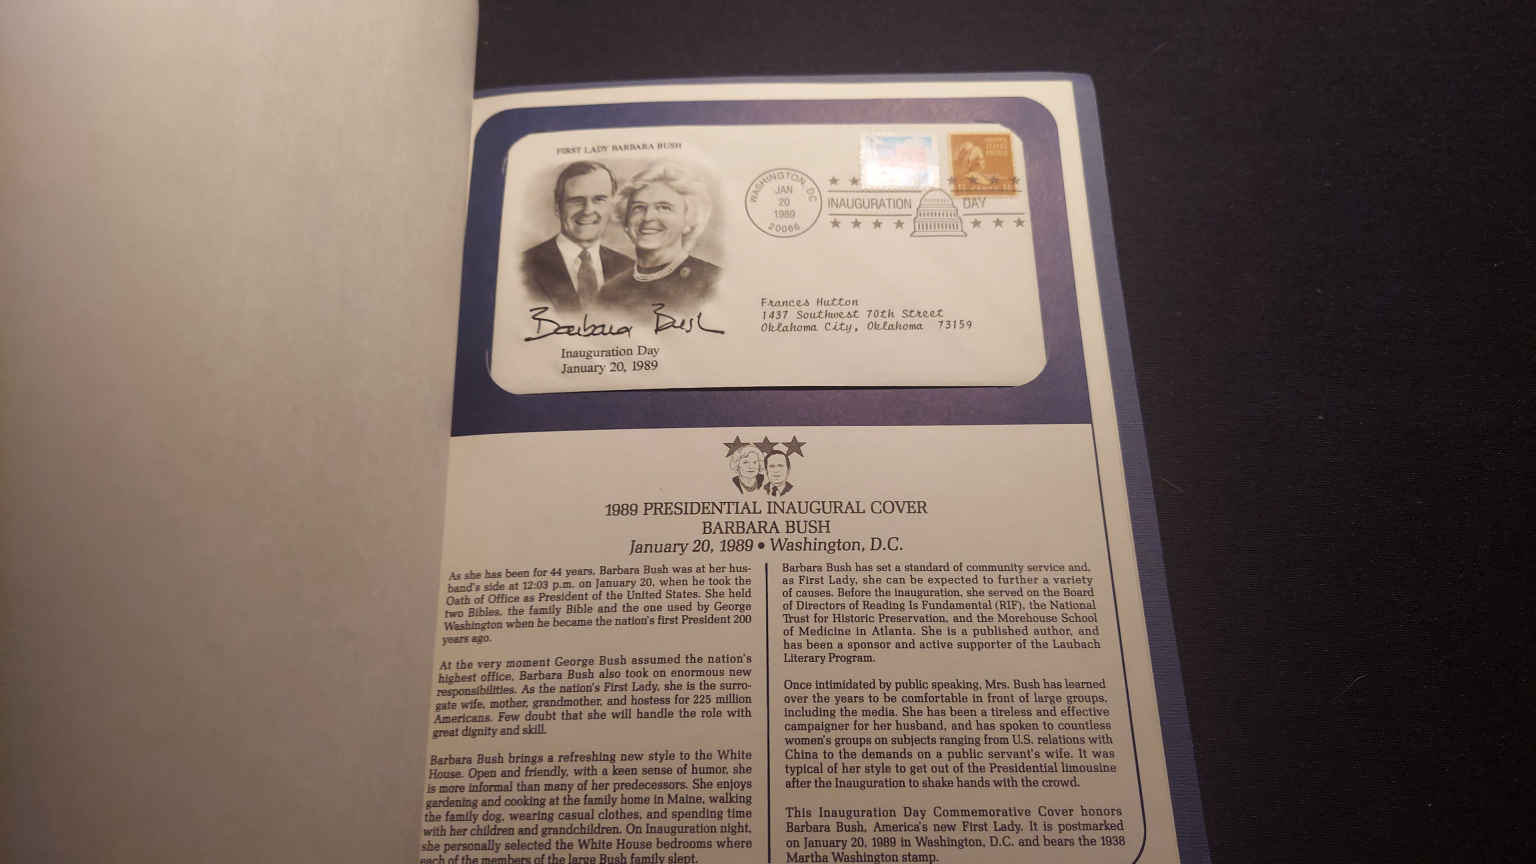 FIRST LADY BARBARA BUSH
Barbara Bush
Inauguration Day
January 20, 1989
WASHINGTON, DC
JAN
20
1989
20066
INAUGURATION DAY
UNITED
STATES
Frances Hutton
1437 Southwest 70th Street
Oklahoma City, Oklahoma 73159
1989 PRESIDENTIAL INAUGURAL COVER
BARBARA BUSH
January 20, 1989 • Washington, D.C.
As she has been for 44 years, Barbara Bush was at her hus-
band's side at 12:03 p.m. on January 20, when he took the
Oath of Office as President of the United States. She held
two Bibles, the family Bible and the one used by George
Washington when he became the nation's first President 200
years ago.
At the very moment George Bush assumed the nation's
highest office, Barbara Bush also took on enormous new
responsibilities. As the nation's First Lady, she is the surro-
gate wife, mother, grandmother, and hostess for 225 million
Americans. Few doubt that she will handle the role with
great dignity and skill.
Barbara Bush brings a refreshing new style to the White
House. Open and friendly, with a keen sense of humor, she
is more informal than many of her predecessors. She enjoys
gardening and cooking at the family home in Maine, walking
the family dog, wearing casual clothes, and spending time
with her children and grandchildren. On Inauguration night,
she personally selected the White House bedrooms where
each of the members of the large Bush family slept.
Barbara Bush has set a standard of community service and,
as First Lady, she can be expected to further a variety
of causes. Before the inauguration, she served on the Board
of Directors of Reading Is Fundamental (RIF), the National
Trust for Historic Preservation, and the Morehouse School
of Medicine in Atlanta. She is a published author, and
has been a sponsor and active supporter of the Laubach
Literary Program.
Once intimidated by public speaking, Mrs. Bush has learned
over the years to be comfortable in front of large groups,
including the media. She has been a tireless and effective
campaigner for her husband, and has spoken to countless
women's groups on subjects ranging from U.S. relations with
China to the demands on a public servant's wife. It was
typical of her style to get out of the Presidential limousine
after the Inauguration to shake hands with the crowd.
This Inauguration Day Commemorative Cover honors
Barbara Bush, America's new First Lady. It is postmarked
on January 20, 1989 in Washington, D.C. and bears the 1938
Martha Washington stamp.